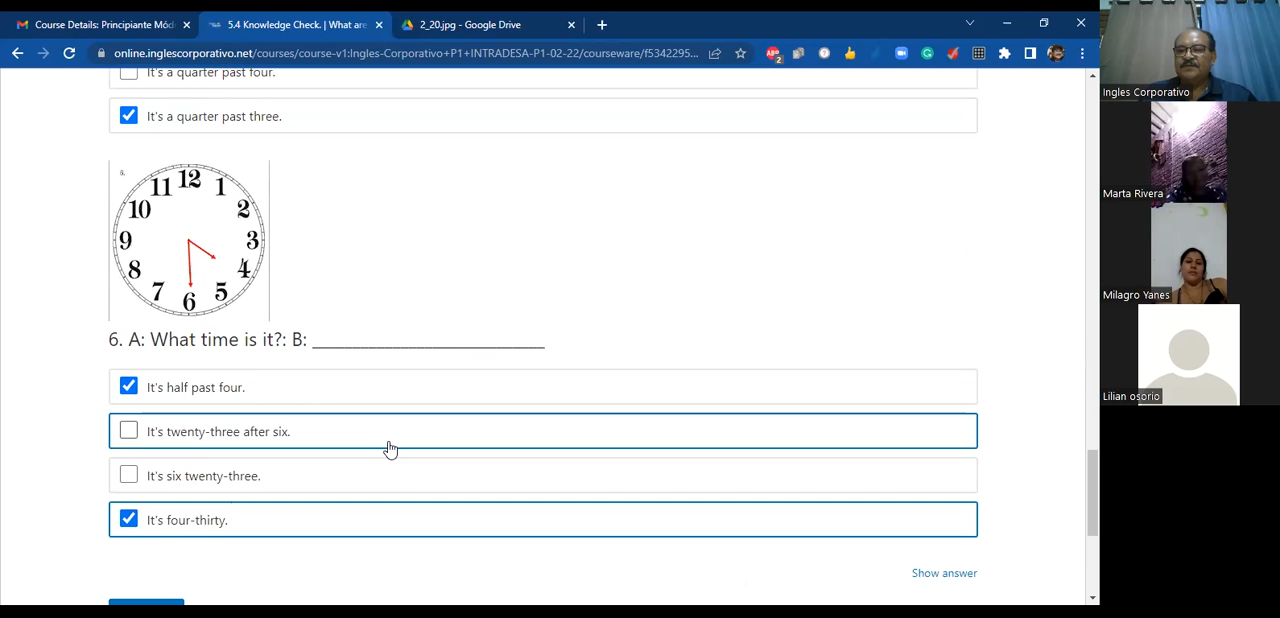 Course Details: Principiante Mód
5.4 Knowledge Check. | What are
2_20.jpg - Google Drive
online.inglescorporativo.net/courses/course-v1:Ingles-Corporativo+P1+INTRADESA-P1-02-22/courseware/f5342295...
It's a quarter past four.
It's a quarter past three.
12
11 1
10 2
9 3
8 4
7 5
6
6. A: What time is it?: B: ____________________________
It's half past four.
It's twenty-three after six.
It's six twenty-three.
It's four-thirty.
Show answer
Ingles Corporativo
Marta Rivera
Milagro Yanes
Lilian osorio